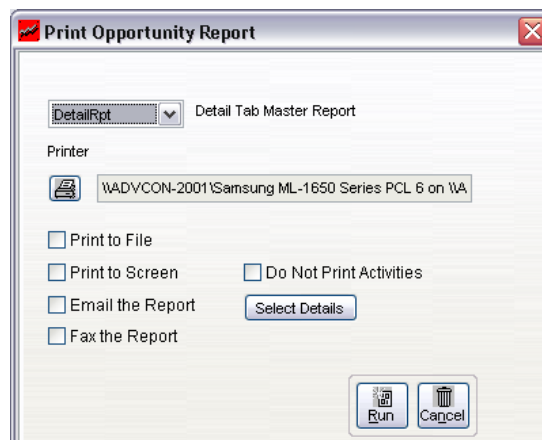 Print Opportunity Report
DetailRpt Detail Tab Master Report
Printer
\\ADVCON-2001\Samsung ML-1650 Series PCL 6 on \\A
Print to File
Print to Screen Do Not Print Activities
Email the Report Select Details
Fax the Report
Run Cancel